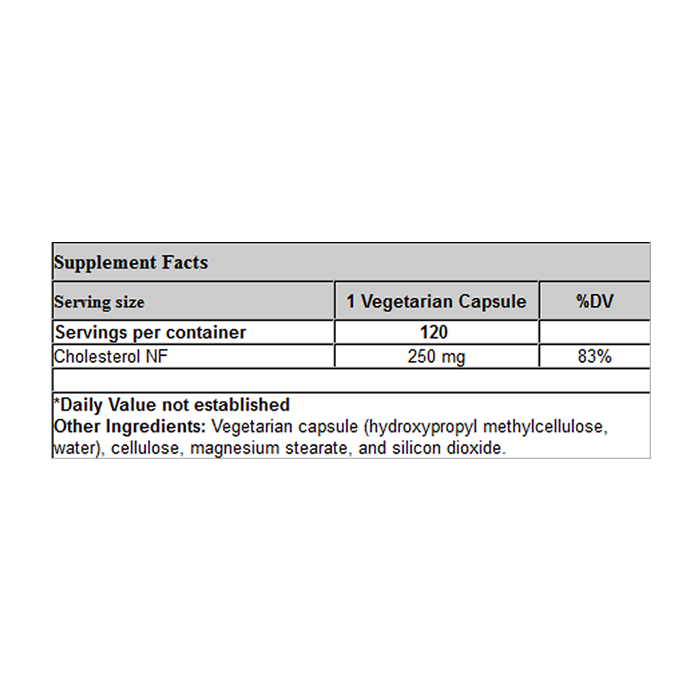 Supplement Facts
Serving size 1 Vegetarian Capsule %DV
Servings per container 120
Cholesterol NF 250 mg 83%
*Daily Value not established
Other Ingredients: Vegetarian capsule (hydroxypropyl methylcellulose,
water), cellulose, magnesium stearate, and silicon dioxide.